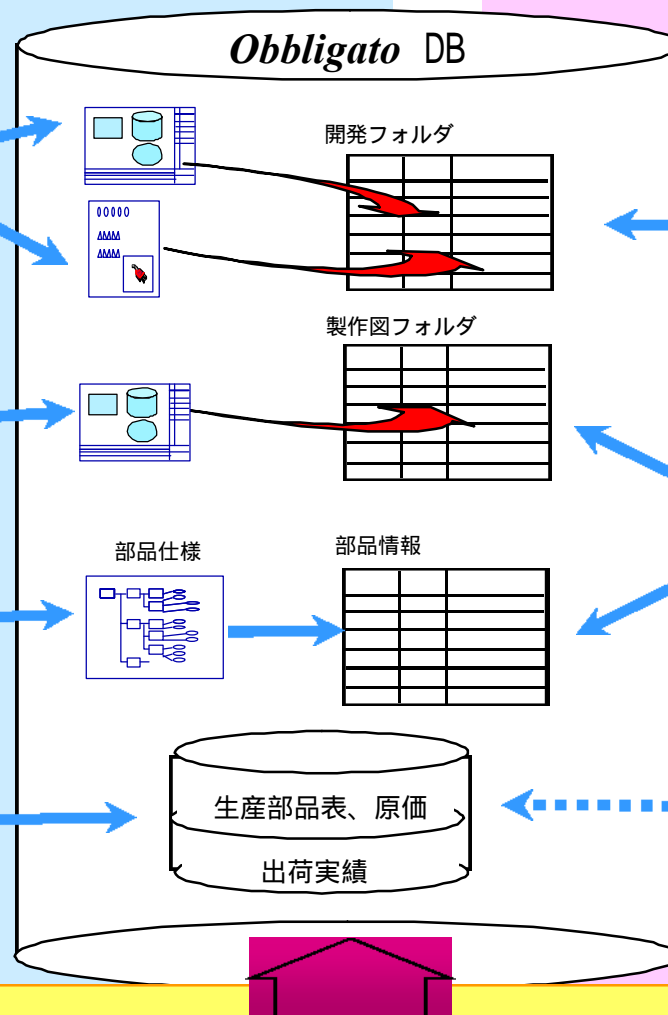 Obbligato DB
開発フォルダ
製作図フォルダ
部品仕様
部品情報
生産部品表、原価
出荷実績